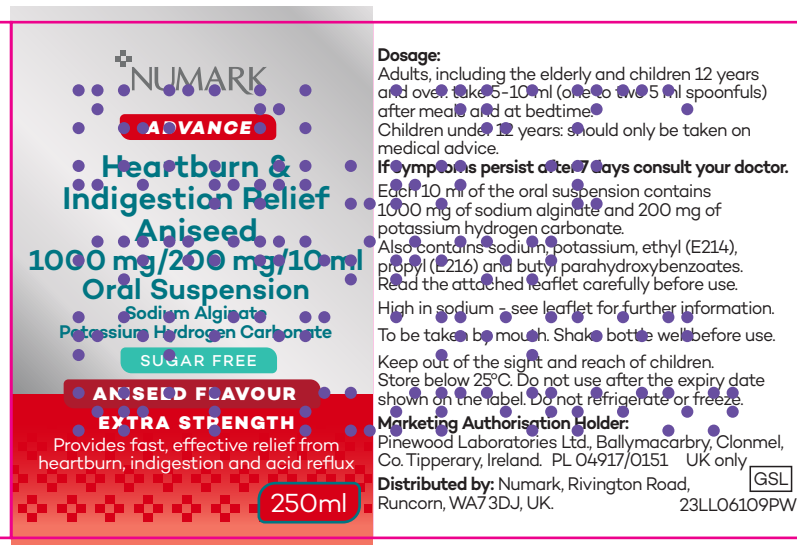 NUMARK
ADVANCE
Heartburn &
Indigestion Relief
Aniseed
1000 mg/200 mg/10 ml
Oral Suspension
Sodium Alginate
Potassium Hydrogen Carbonate
SUGAR FREE
ANISEED FLAVOUR
EXTRA STRENGTH
Provides fast, effective relief from
heartburn, indigestion and acid reflux
250ml
Dosage:
Adults, including the elderly and children 12 years
and over: take 5-10 ml (one to two 5 ml spoonfuls)
after meals and at bedtime.
Children under 12 years: should only be taken on
medical advice.
If symptoms persist after 7 days consult your doctor.
Each 10 ml of the oral suspension contains
1000 mg of sodium alginate and 200 mg of
potassium hydrogen carbonate.
Also contains sodium, potassium, ethyl (E214),
propyl (E216) and butyl parahydroxybenzoates.
Read the attached leaflet carefully before use.
High in sodium - see leaflet for further information.
To be taken by mouth. Shake bottle well before use.
Keep out of the sight and reach of children.
Store below 25°C. Do not use after the expiry date
shown on the label. Do not refrigerate or freeze.
Marketing Authorisation Holder:
Pinewood Laboratories Ltd., Ballymacarbry, Clonmel,
Co. Tipperary, Ireland. PL 04917/0151 UK only
Distributed by: Numark, Rivington Road,
Runcorn, WA7 3DJ, UK.
GSL
23LL06109PW